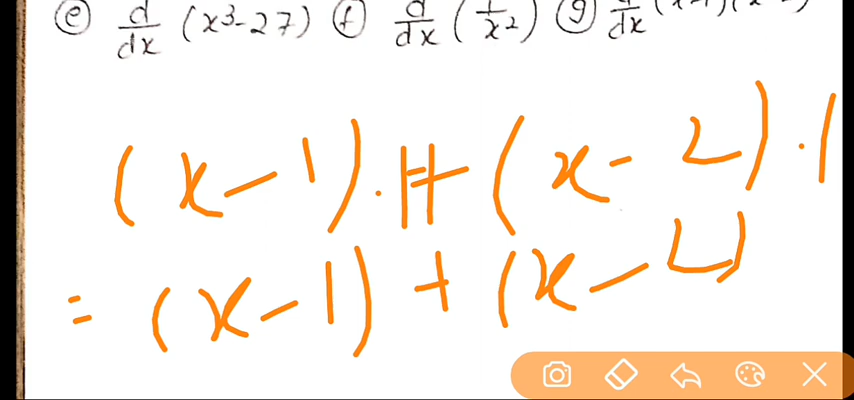 (e) d/dx (x³-27) (f) d/dx (1/x²) (g) d/dx
(x-1).1+(x-2).1
=(x-1)+(x-2)